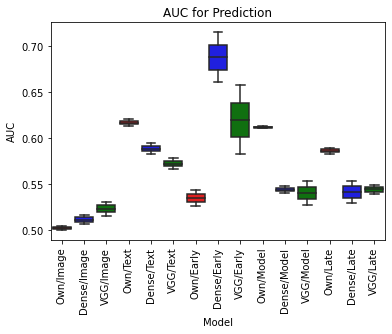 AUC for Prediction
AUC
0.70
0.65
0.60
0.55
0.50
Own/Image
Dense/Image
VGG/Image
Own/Text
Dense/Text
VGG/Text
Own/Early
Dense/Early
VGG/Early
Own/Model
Dense/Model
VGG/Model
Own/Late
Dense/Late
VGG/Late
Model